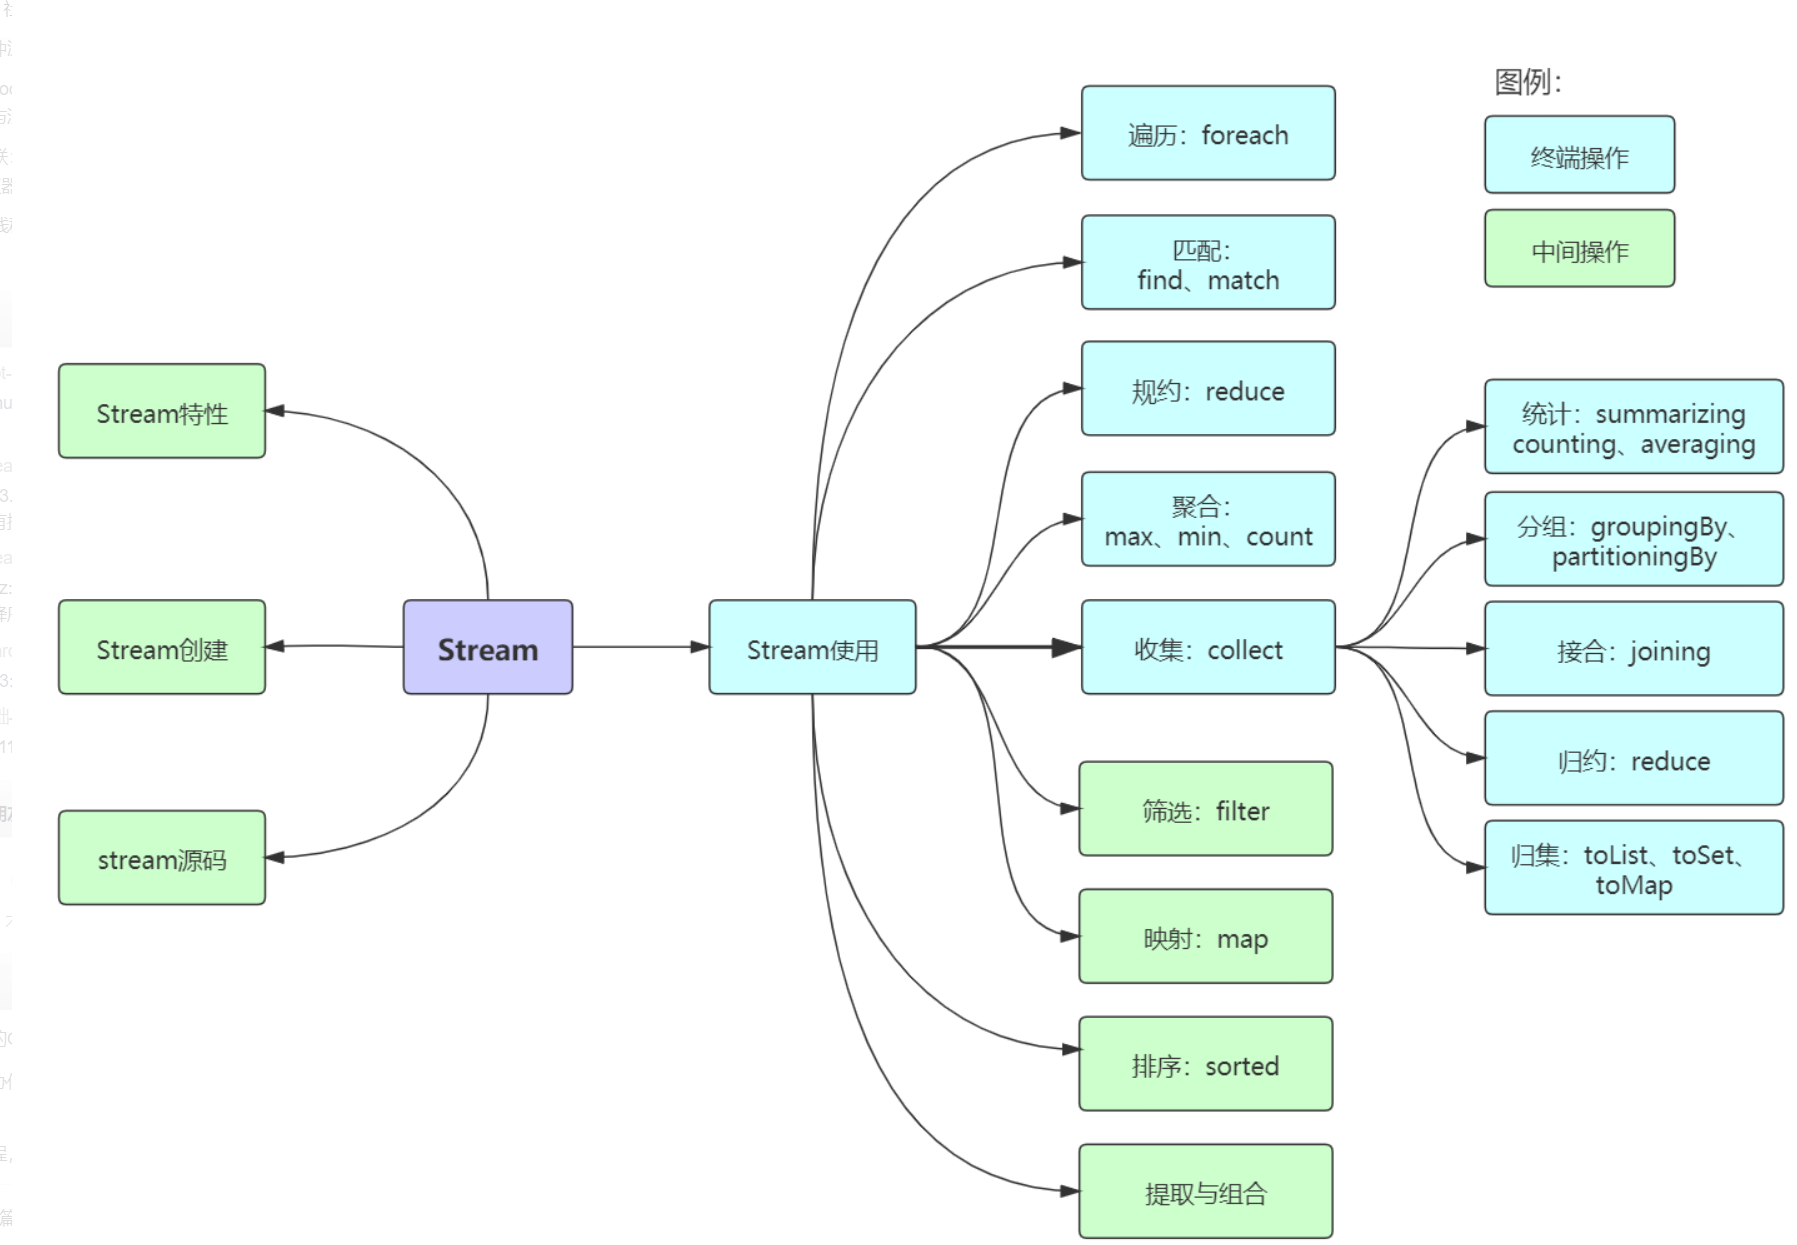 图例：
终端操作
中间操作
Stream特性
Stream创建
stream源码
Stream
Stream使用
遍历：foreach
匹配：
find、match
规约：reduce
聚合：
max、min、count
收集：collect
筛选：filter
映射：map
排序：sorted
提取与组合
统计：summarizing
counting、averaging
分组：groupingBy、
partitioningBy
接合：joining
归约：reduce
归集：toList、toSet、
toMap